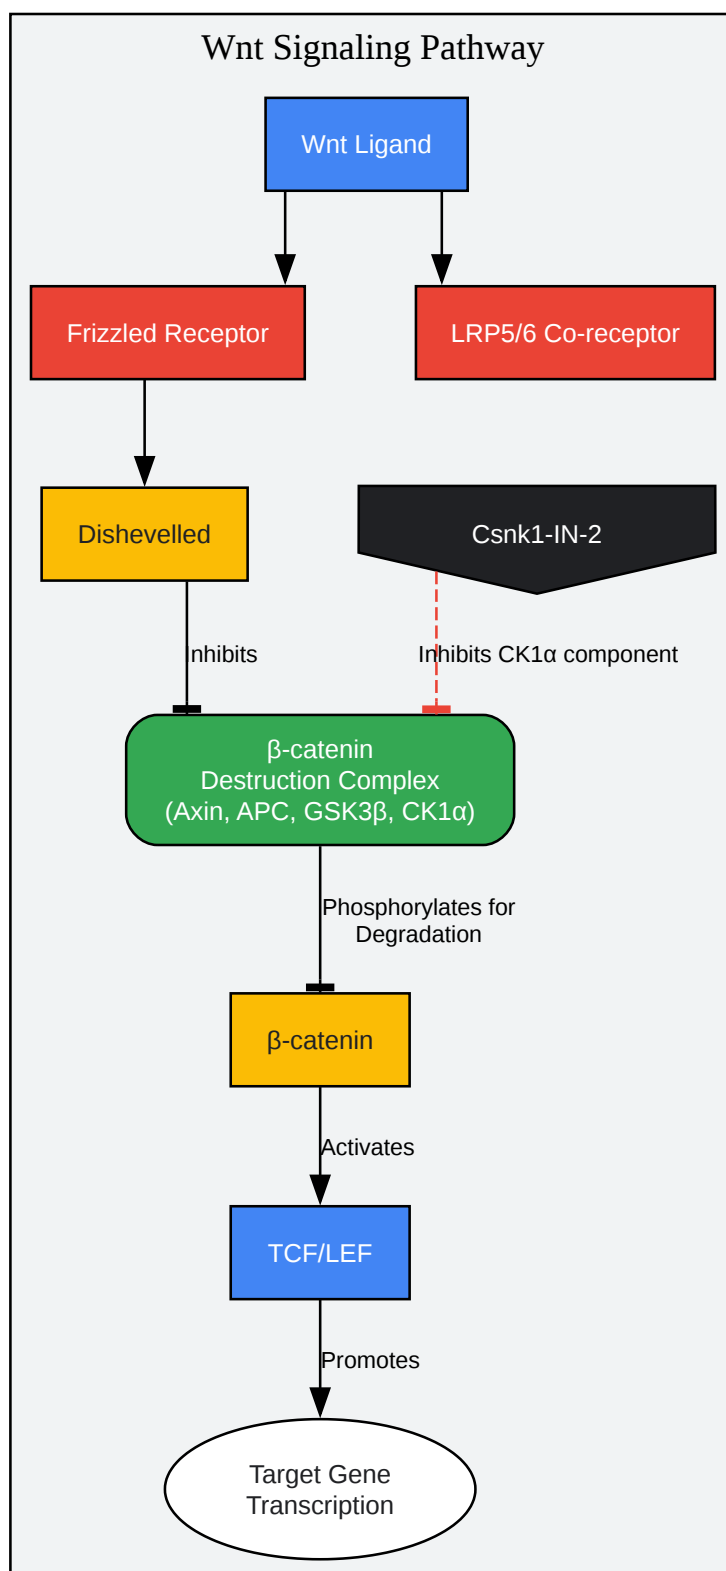 Wnt Signaling Pathway
Wnt Ligand
Frizzled Receptor
LRP5/6 Co-receptor
Dishevelled
Csnk1-IN-2
Inhibits
Inhibits CK1α component
β-catenin
Destruction Complex
(Axin, APC, GSK3β, CK1α)
Phosphorylates for
Degradation
β-catenin
Activates
TCF/LEF
Promotes
Target Gene
Transcription